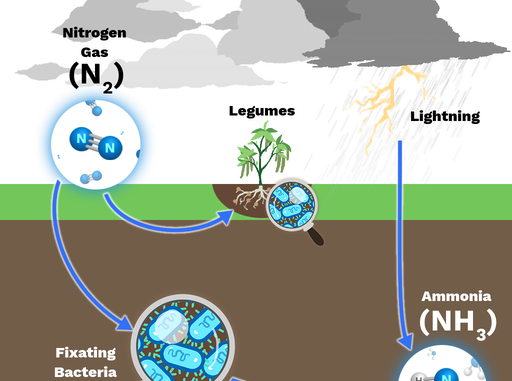 Nitrogen
Gas
(N₂)
N
N
Legumes
Lightning
Ammonia
(NH₃)
H
N
Fixating
Bacteria